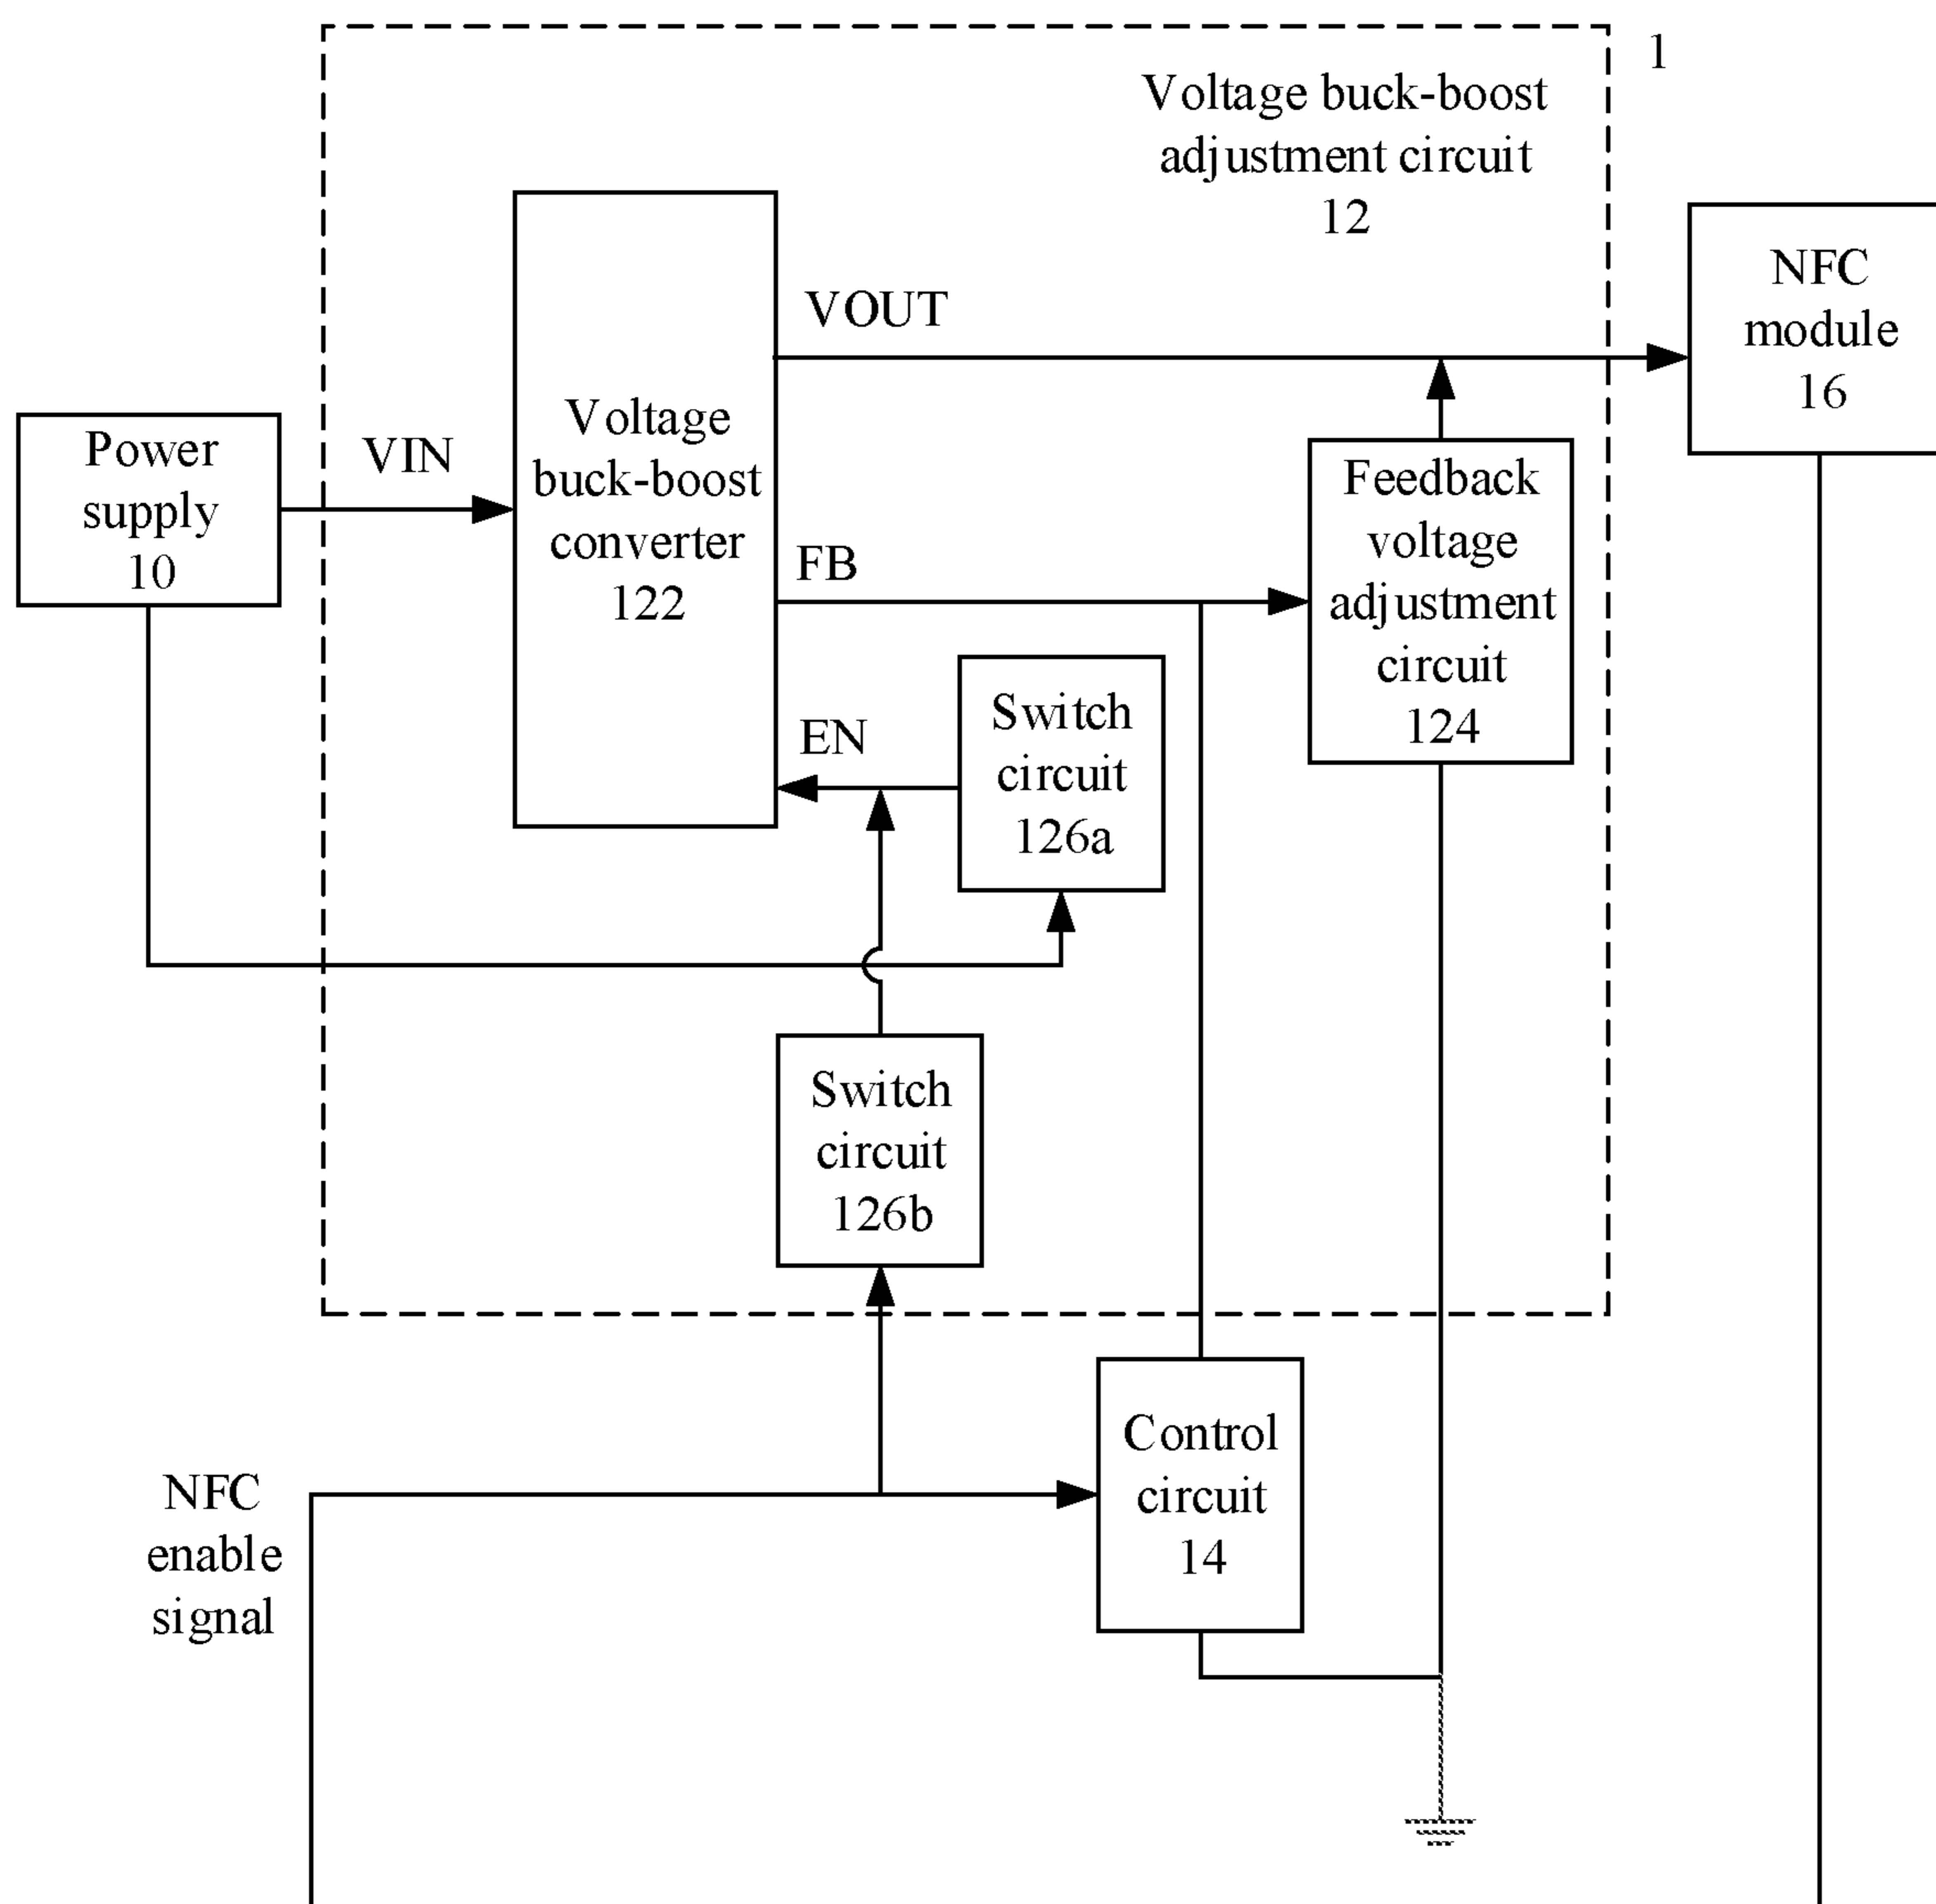 1
Voltage buck-boost
adjustment circuit
12
NFC
module
16
VOUT
Power
supply
10
VIN
Voltage
buck-boost
converter
122
FB
Feedback
voltage
adjustment
circuit
124
EN
Switch
circuit
126a
Switch
circuit
126b
Control
circuit
14
NFC
enable
signal